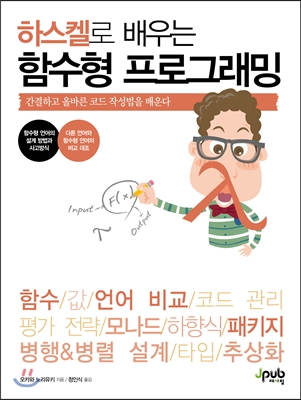 하스켈로 배우는
함수형 프로그래밍
간결하고 올바른 코드 작성법을 배운다
함수형 언어의
설계 방법과
사고방식
다른 언어와
함수형 언어의
비교 대조
Input
F(x)
Output
λ
함수/값/언어 비교/코드 관리
평가 전략/모나드/하향식/패키지
병행&병렬 설계/타입/추상화
오카와 노리유키 지음 / 정인식 옮김
Jpub
제이펍